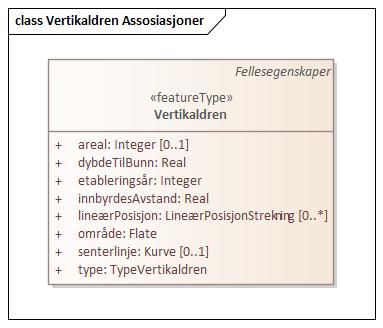 class Vertikaldren Assosiasjoner
Fellesegenskaper
«featureType»
Vertikaldren
+ areal: Integer [0..1]
+ dybdeTilBunn: Real
+ etableringsår: Integer
+ innbyrdesAvstand: Real
+ lineærPosisjon: LineærPosisjonStrekning [0..*]
+ område: Flate
+ senterlinje: Kurve [0..1]
+ type: TypeVertikaldren